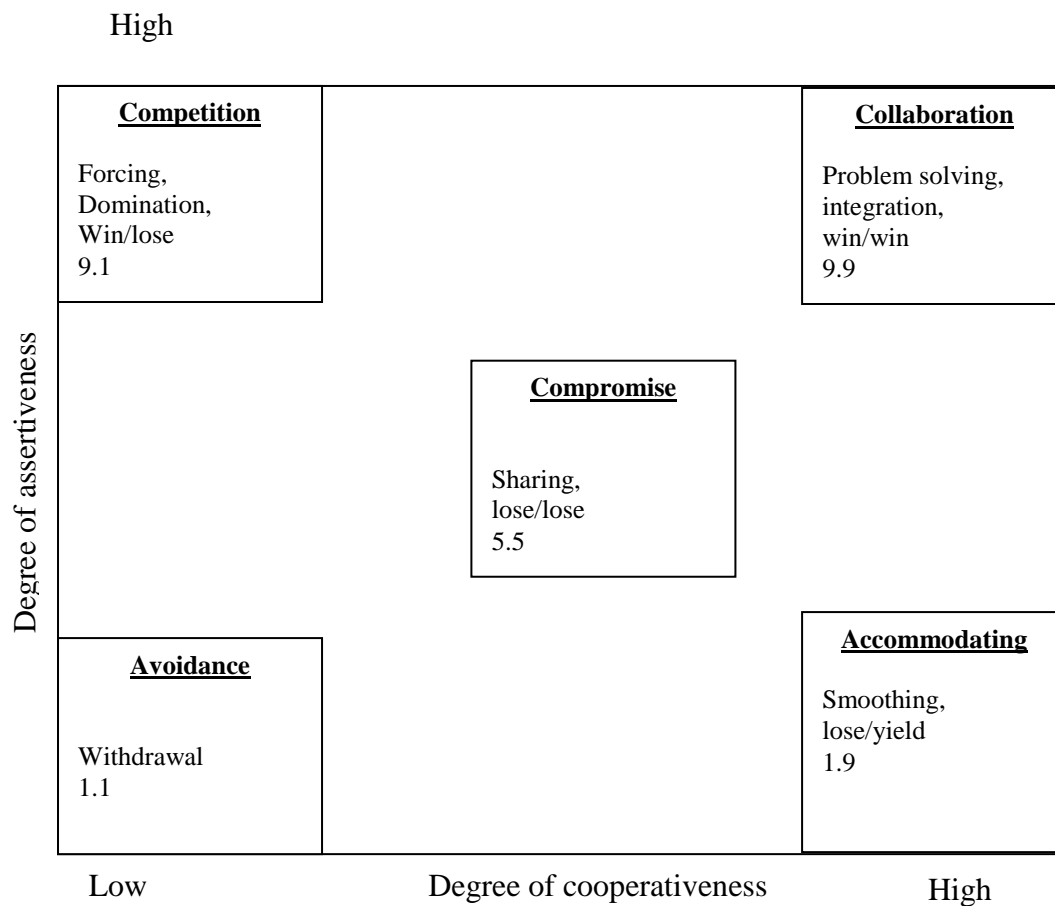 High
Competition
Forcing,
Domination,
Win/lose
9.1
Collaboration
Problem solving,
integration,
win/win
9.9
Degree of assertiveness
Compromise
Sharing,
lose/lose
5.5
Avoidance
Withdrawal
1.1
Accommodating
Smoothing,
lose/yield
1.9
Low
Degree of cooperativeness
High